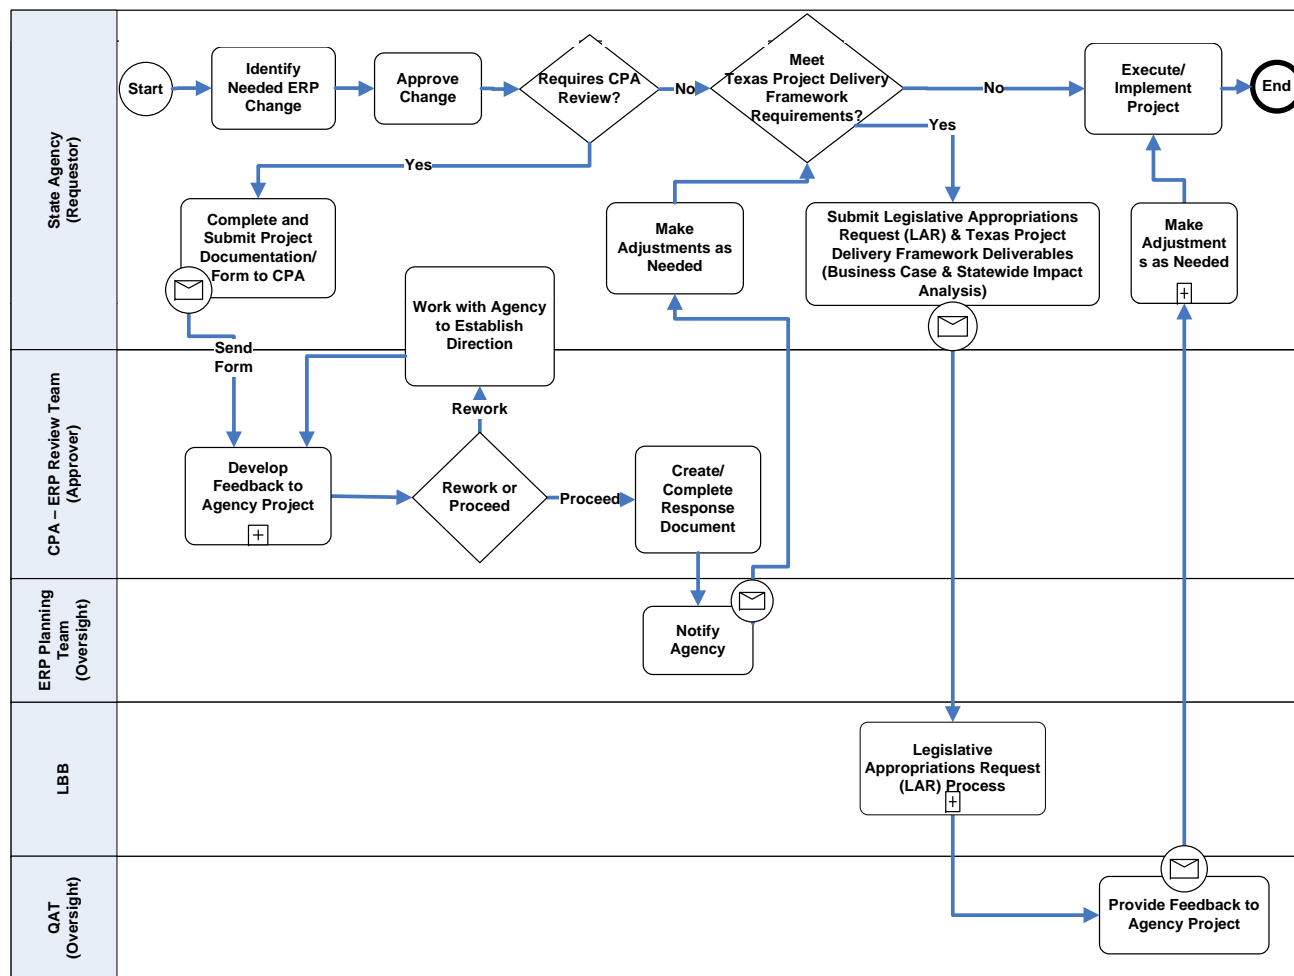 State Agency
(Requestor)
Start
Identify
Needed ERP
Change
Approve
Change
Requires CPA
Review?
No
Meet
Texas Project Delivery
Framework
Requirements?
No
Execute/
Implement
Project
End
Yes
Yes
Complete and
Submit Project
Documentation/
Form to CPA
Make
Adjustments as
Needed
Submit Legislative Appropriations
Request (LAR) & Texas Project
Delivery Framework Deliverables
(Business Case & Statewide Impact
Analysis)
Make
Adjustment
s as Needed
Send
Form
Work with Agency
to Establish
Direction
CPA – ERP Review Team
(Approver)
Rework
Develop
Feedback to
Agency Project
Rework or
Proceed
Proceed
Create/
Complete
Response
Document
ERP Planning
Team
(Oversight)
Notify
Agency
LBB
Legislative
Appropriations Request
(LAR) Process
QAT
(Oversight)
Provide Feedback to
Agency Project